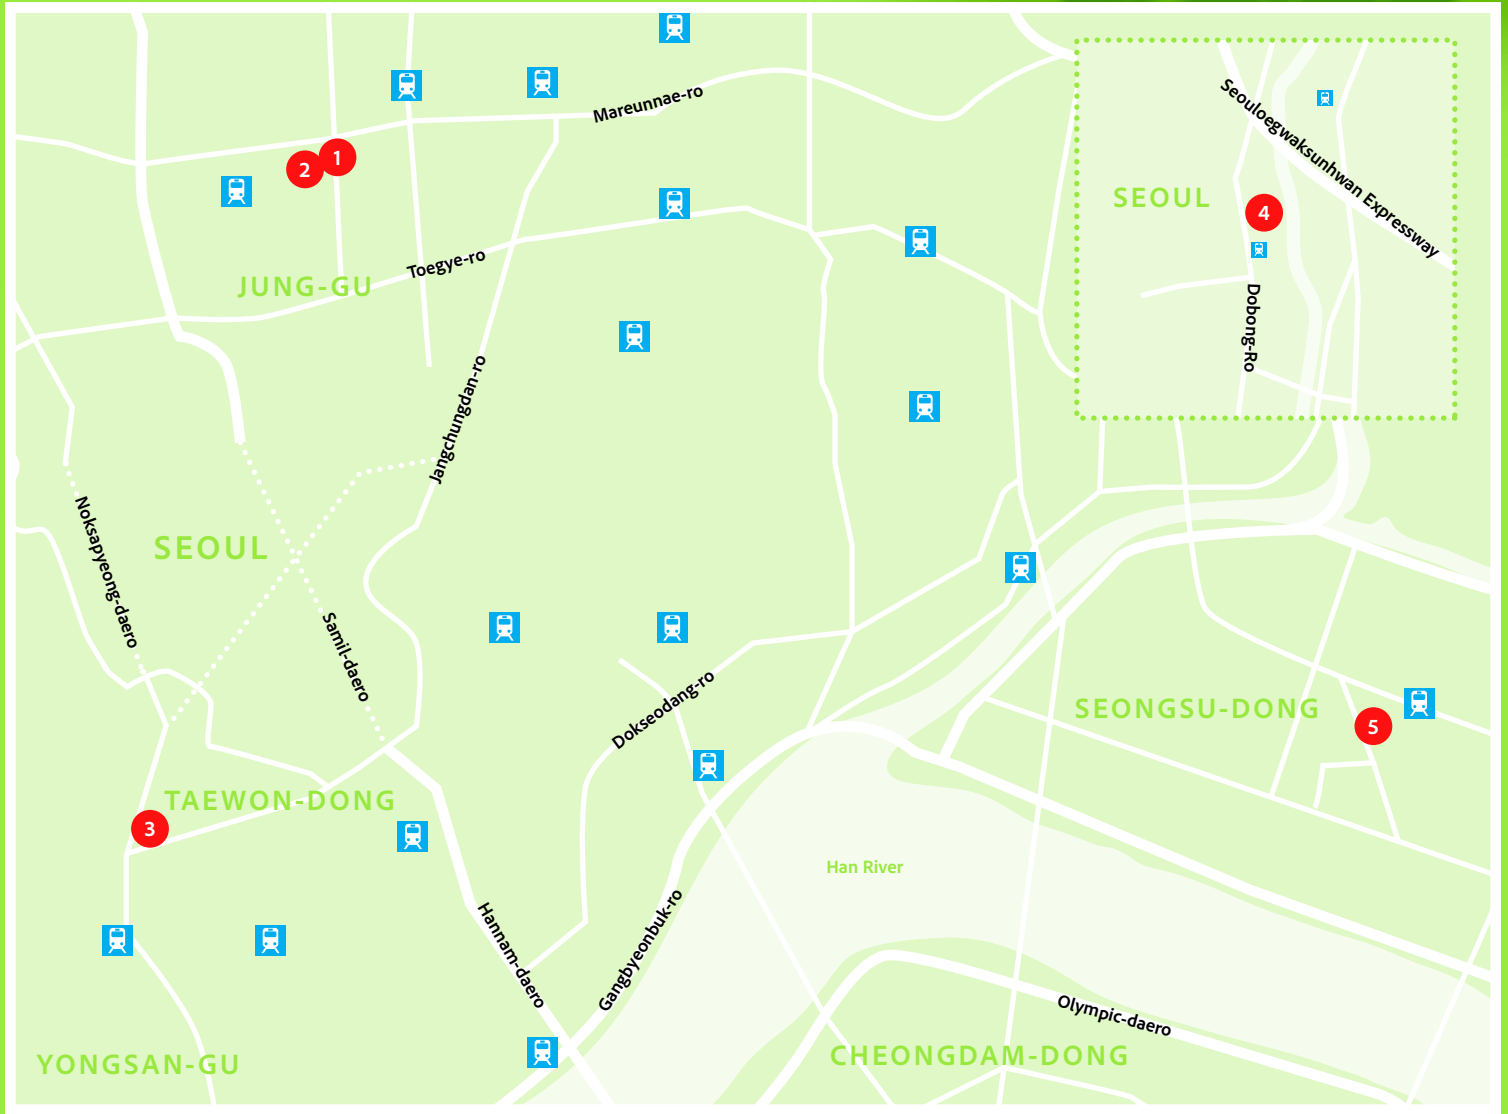 Mareunnae-ro
Seouloegwaksunhwan Expressway
1
2
SEOUL
4
Toegye-ro
JUNG-GU
Dobong-Ro
Jangchungdan-ro
Noksapyeong-daero
SEOUL
Samil-daero
Dokseodang-ro
SEONGSU-DONG
5
TAEWON-DONG
3
Han River
Hannam-daero
Gangbyeonbuk-ro
Olympic-daero
YONGSAN-GU
CHEONGDAM-DONG